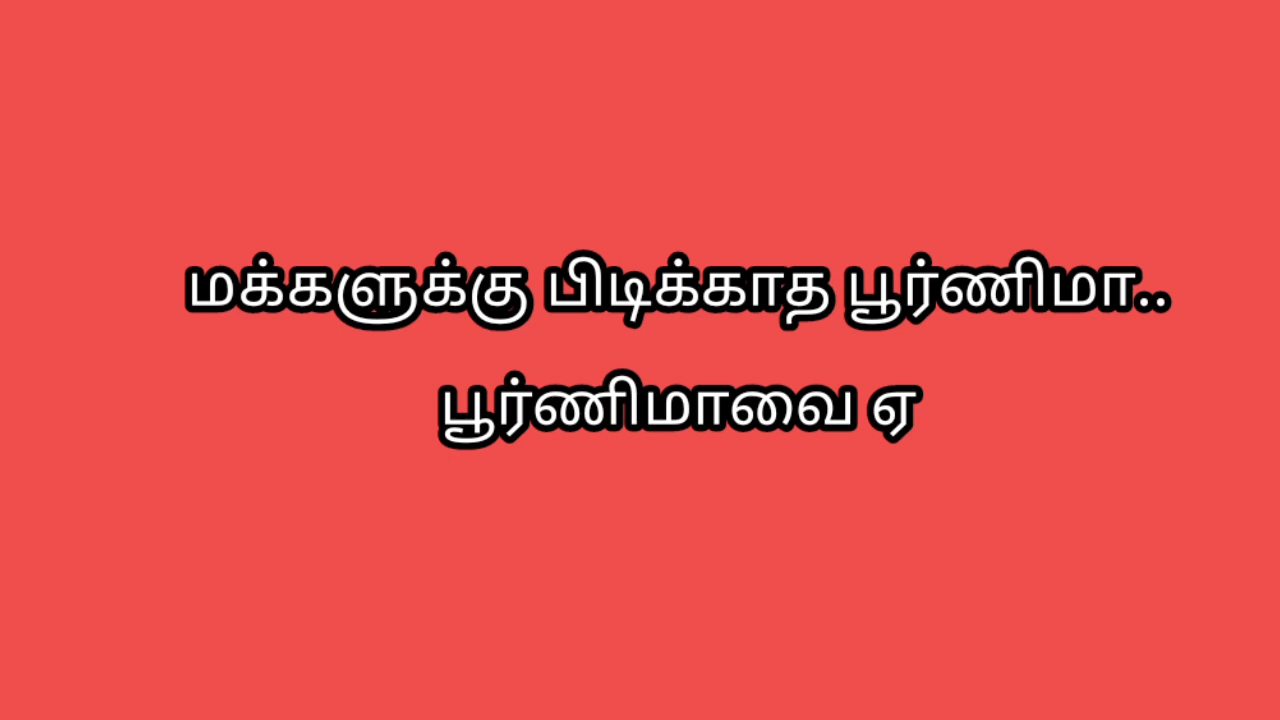 மக்களுக்கு பிடிக்காத பூர்ணிமா..
பூர்ணிமாவை ஏ